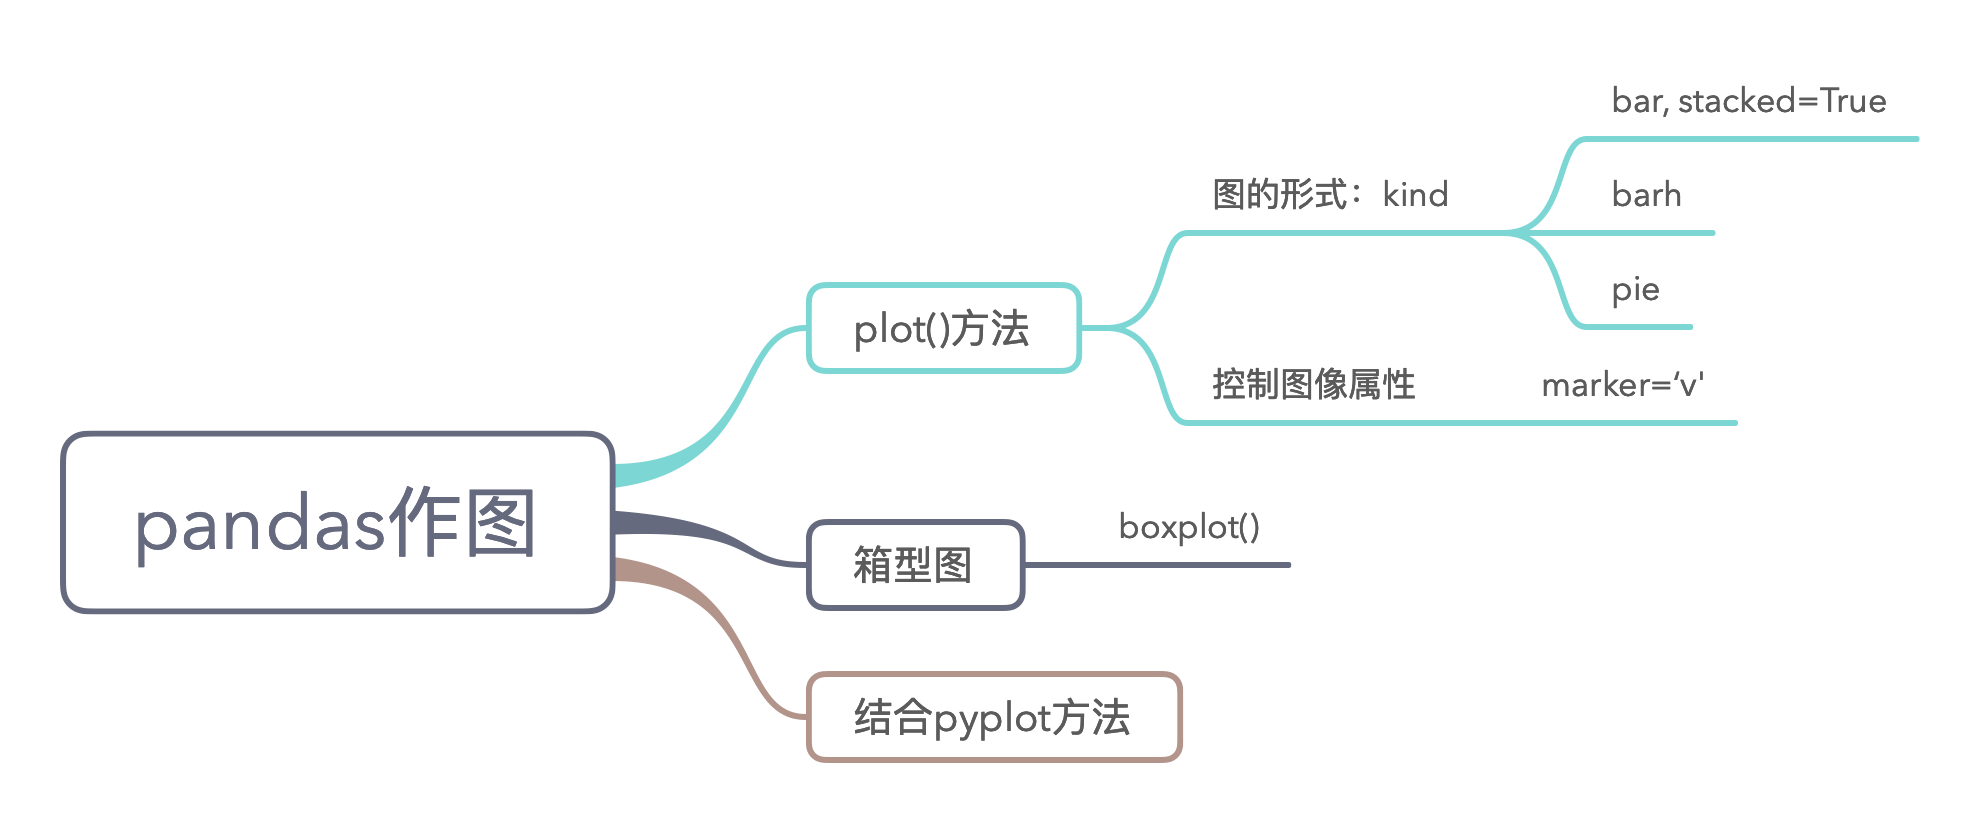 pandas作图
plot()方法
图的形式：kind
bar, stacked=True
barh
pie
控制图像属性
marker=‘v'
箱型图
boxplot()
结合pyplot方法